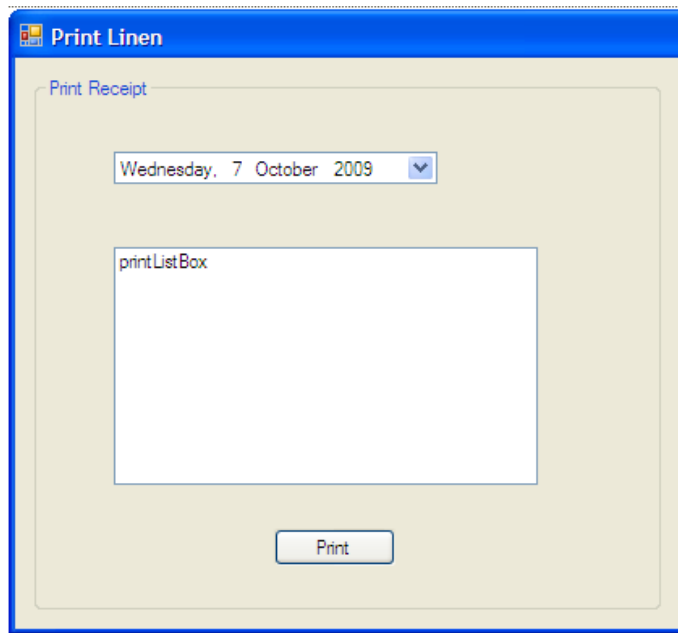 Print Linen
Print Receipt
Wednesday, 7 October 2009
printListBox
Print